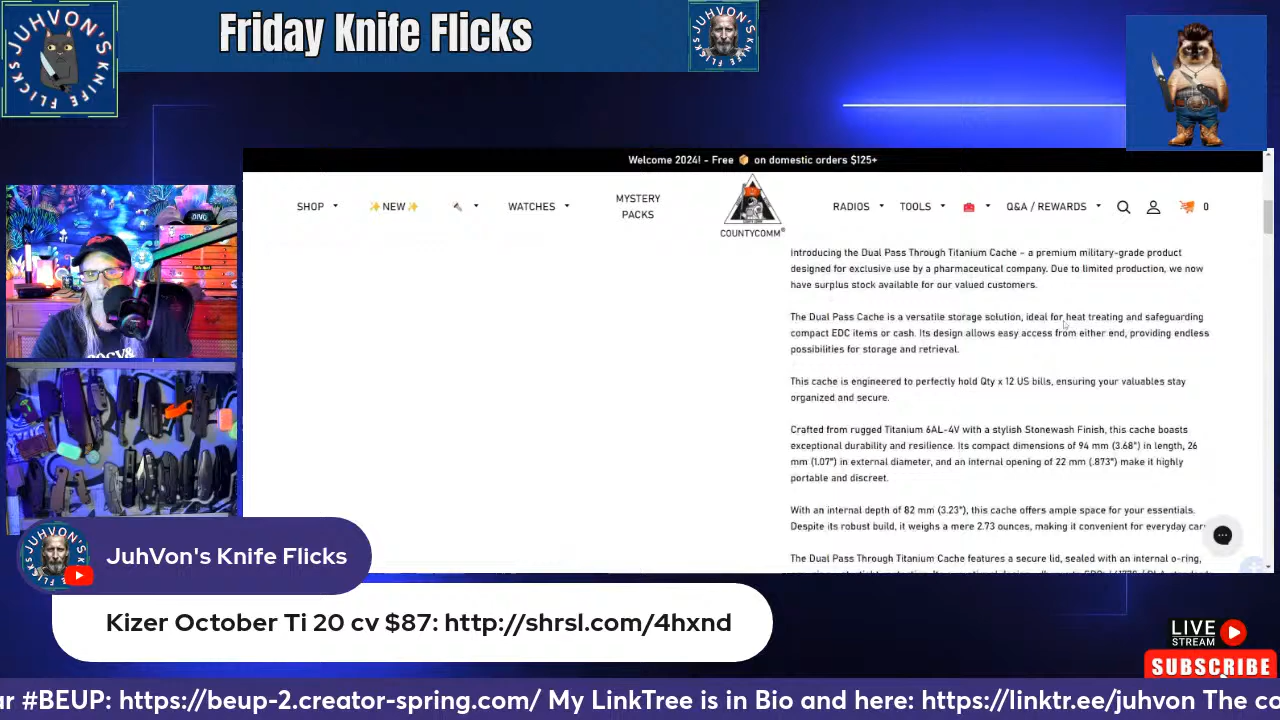 JUHVON'S KNIFE FLICKS
Friday Knife Flicks
JUHVON'S KNIFE FLICKS
Welcome 2024! - Free 📦 on domestic orders $125+
SHOP
✨NEW✨
WATCHES
MYSTERY
PACKS
COUNTYCOMM®
RADIOS
TOOLS
Q&A / REWARDS
0
Introducing the Dual Pass Through Titanium Cache – a premium military-grade product
designed for exclusive use by a pharmaceutical company. Due to limited production, we now
have surplus stock available for our valued customers.
The Dual Pass Cache is a versatile storage solution, ideal for heat treating and safeguarding
compact EDC items or cash. Its design allows easy access from either end, providing endless
possibilities for storage and retrieval.
This cache is engineered to perfectly hold Qty x 12 US bills, ensuring your valuables stay
organized and secure.
Crafted from rugged Titanium 6AL-4V with a stylish Stonewash Finish, this cache boasts
exceptional durability and resilience. Its compact dimensions of 94 mm (3.68") in length, 26
mm (1.07") in external diameter, and an internal opening of 22 mm (.873") make it highly
portable and discreet.
With an internal depth of 82 mm (3.23"), this cache offers ample space for your essentials.
Despite its robust build, it weighs a mere 2.73 ounces, making it convenient for everyday carr
The Dual Pass Through Titanium Cache features a secure lid, sealed with an internal o-ring,
JuhVon's Knife Flicks
Kizer October Ti 20 cv $87: http://shrsl.com/4hxnd
LIVE
STREAM
SUBSCRIBE
ar #BEUP: https://beup-2.creator-spring.com/ My LinkTree is in Bio and here: https://linktr.ee/juhvon The co